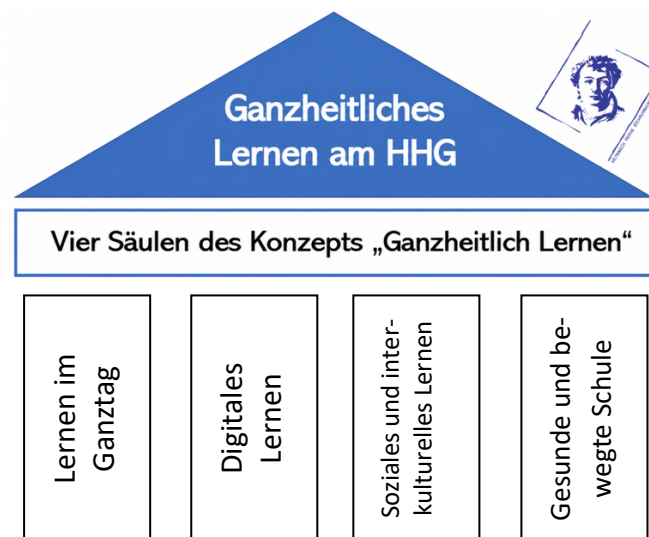 Ganzheitliches
Lernen am HHG
Vier Säulen des Konzepts „Ganzheitlich Lernen“
Lernen im
Ganztag
Digitales
Lernen
Soziales und inter-
kulturelles Lernen
Gesunde und be-
wegte Schule